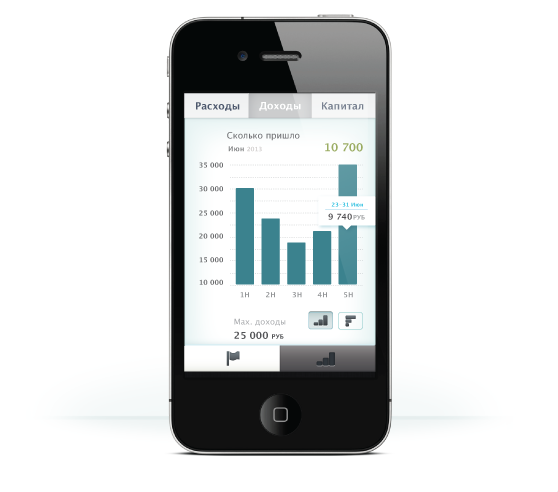 Расходы Доходы Капитал
Сколько пришло
Июн 2013 10 700
35 000
30 000
25 000
20 000
15 000
10 000
23-31 Июн
9 740 РУБ
1Н 2Н 3Н 4Н 5Н
Мах. доходы
25 000 РУБ